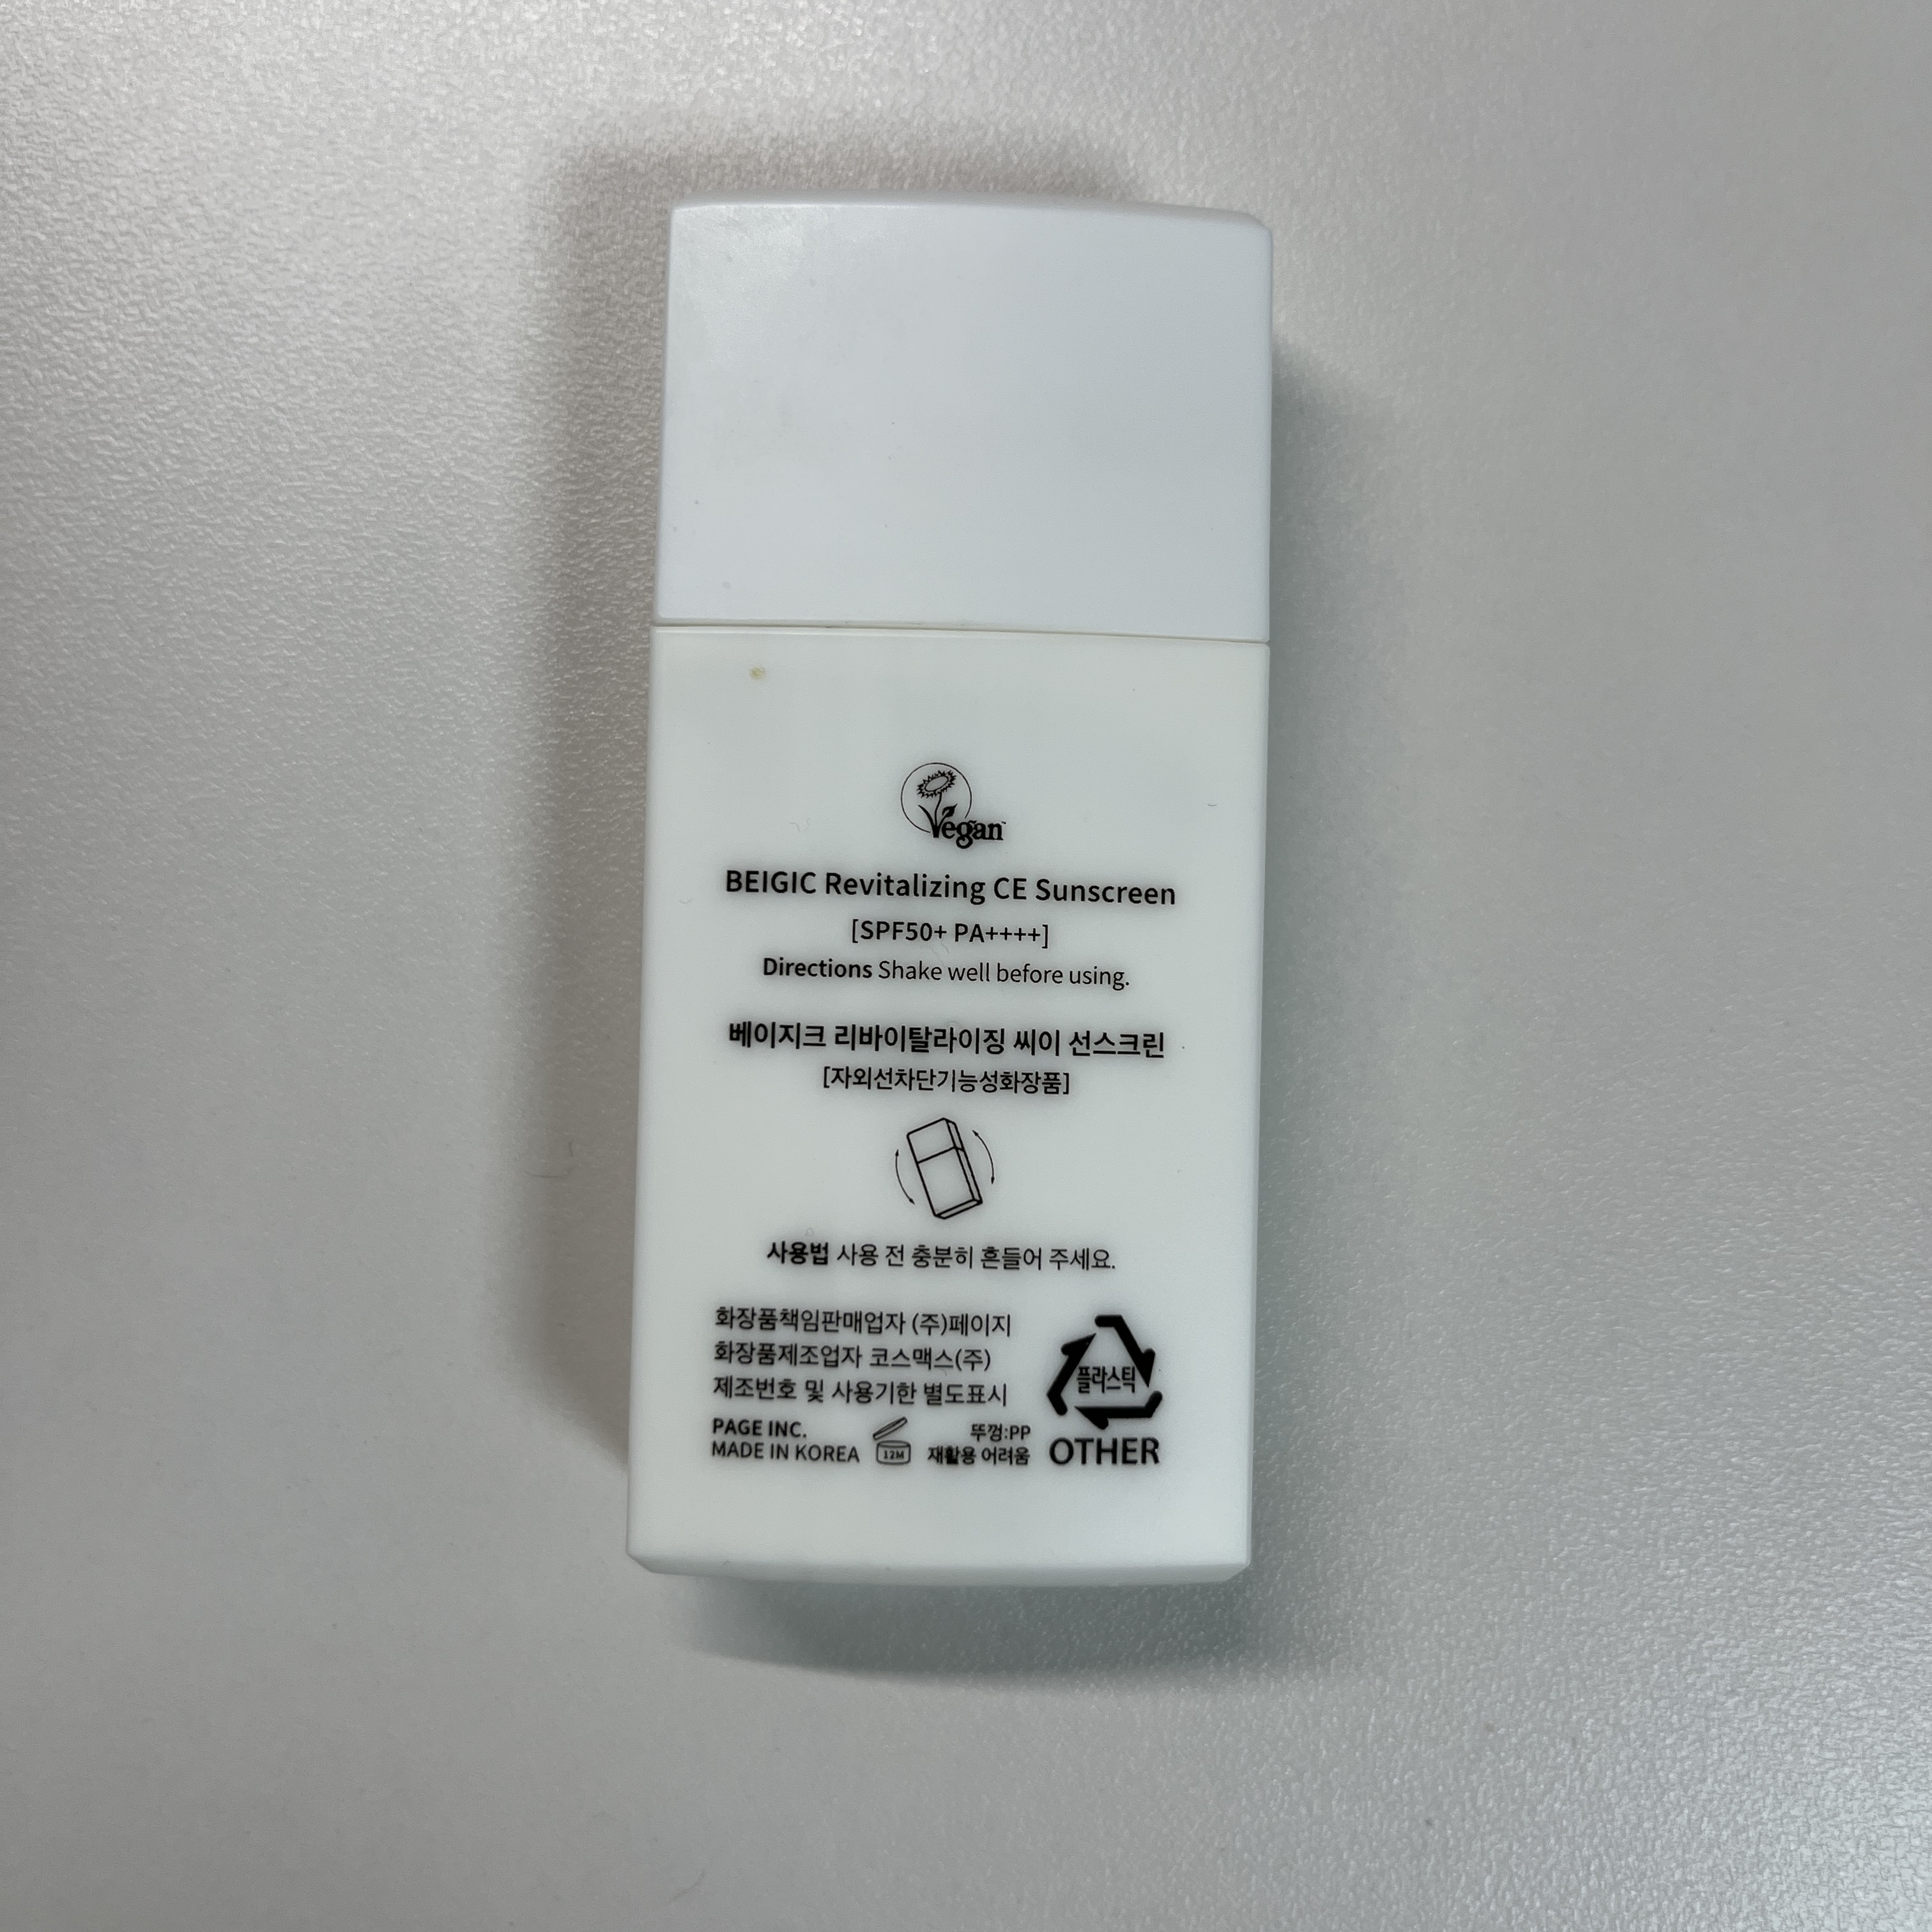 Vegan™
BEIGIC Revitalizing CE Sunscreen
[SPF50+ PA++++]
Directions Shake well before using.
베이지크 리바이탈라이징 씨이 선스크린
[자외선차단기능성화장품]
사용법 사용 전 충분히 흔들어 주세요.
화장품책임판매업자 (주)페이지
화장품제조업자 코스맥스(주)
제조번호 및 사용기한 별도표시
PAGE INC.
MADE IN KOREA
12M
뚜껑:PP
재활용 어려움
플라스틱
OTHER